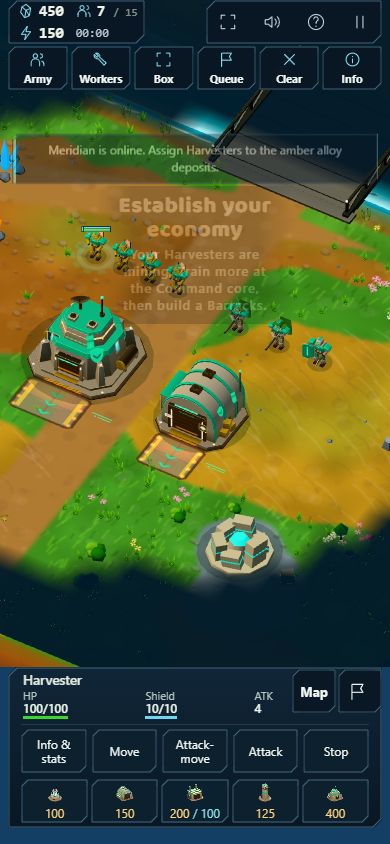 450 7 / 15
150 00:00
Army Workers Box Queue Clear Info
Meridian is online. Assign Harvesters to the amber alloy
deposits.
Establish your
economy
Your Harvesters are
mining. Train more at
the Command core,
then build a Barracks.
Harvester
HP Shield ATK
100/100 10/10 4
Map
Info &
stats
Move
Attack-
move
Attack
Stop
100 150 200 / 100 125 400